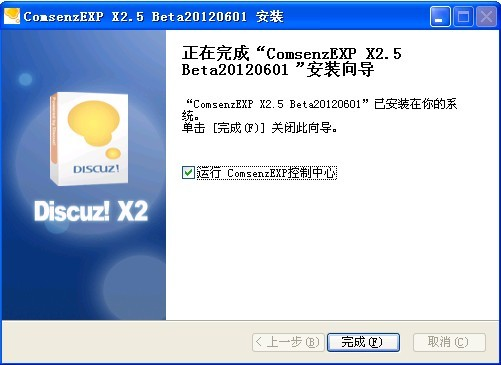 ComsenzEXP X2.5 Beta20120601 安装
正在完成“ComsenzEXP X2.5
Beta20120601 ”安装向导
“ComsenzEXP X2.5 Beta20120601”已安装在你的系
统。
单击 [完成(F)] 关闭此向导。
运行 ComsenzEXP控制中心
DISCUZ!
Discuz! X2
< 上一步(B)
完成(F)
取消(C)